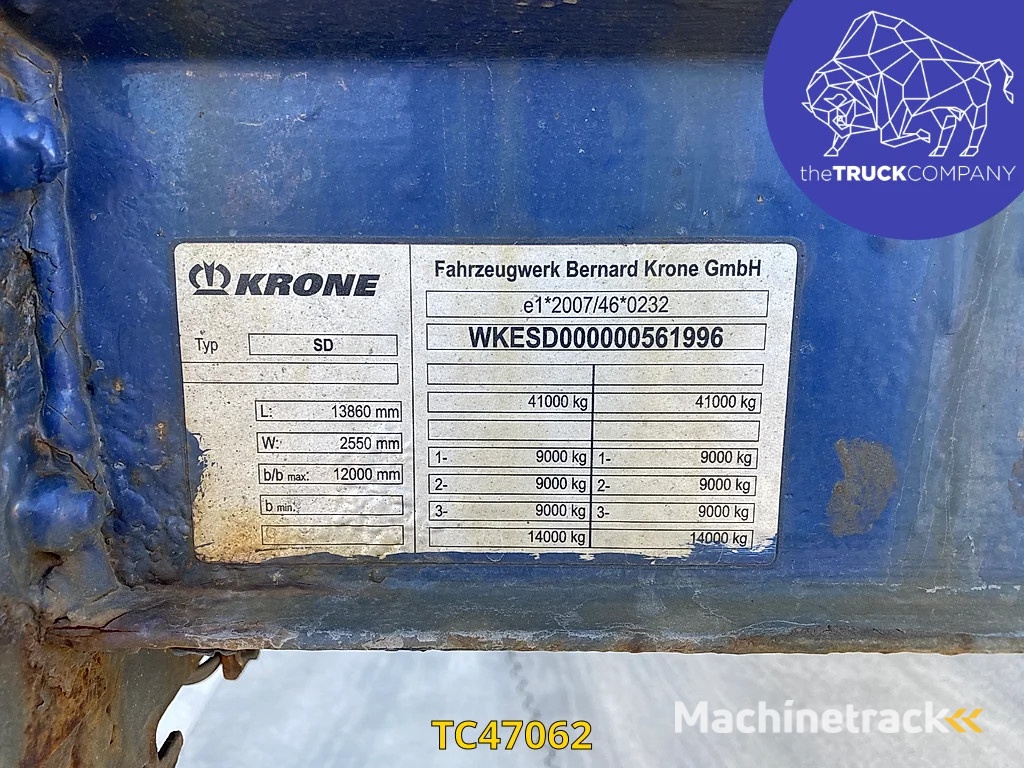 theTRUCKCOMPANY
KRONE
Typ SD
L: 13860 mm
W: 2550 mm
b/b max: 12000 mm
b min:
Fahrzeugwerk Bernard Krone GmbH
e1*2007/46*0232
WKESD000000561996
41000 kg 41000 kg
1- 9000 kg 1- 9000 kg
2- 9000 kg 2- 9000 kg
3- 9000 kg 3- 9000 kg
14000 kg 14000 kg
TC47062
Machinetrack